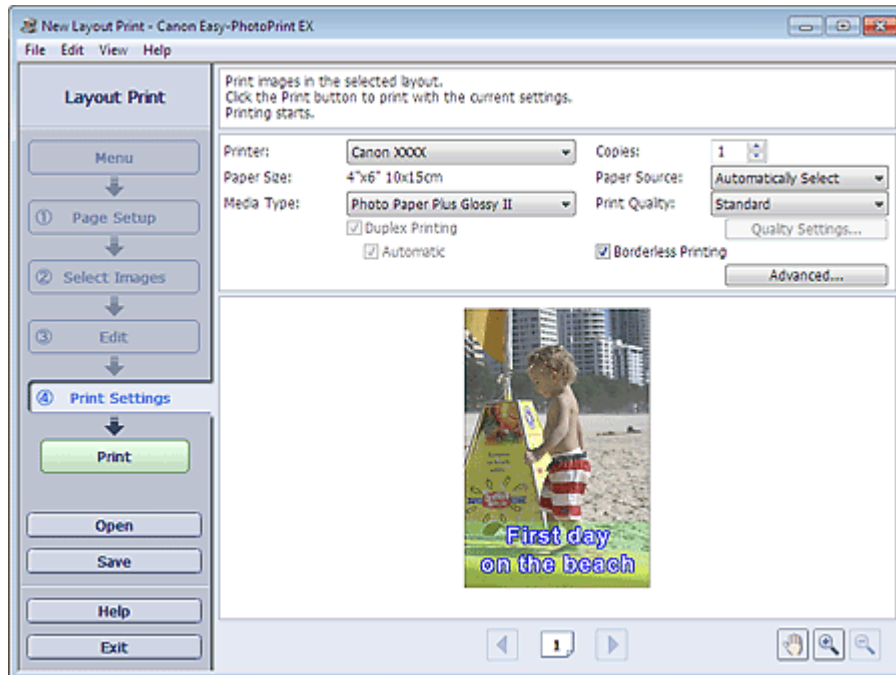 New Layout Print - Canon Easy-PhotoPrint EX
File Edit View Help
Layout Print
Menu
① Page Setup
② Select Images
③ Edit
④ Print Settings
Print
Open
Save
Help
Exit
Print images in the selected layout.
Click the Print button to print with the current settings.
Printing starts.
Printer: Canon XXXX Copies: 1
Paper Size: 4"x6" 10x15cm Paper Source: Automatically Select
Media Type: Photo Paper Plus Glossy II Print Quality: Standard
Duplex Printing Quality Settings...
Automatic Borderless Printing
Advanced...
First day
on the beach
1